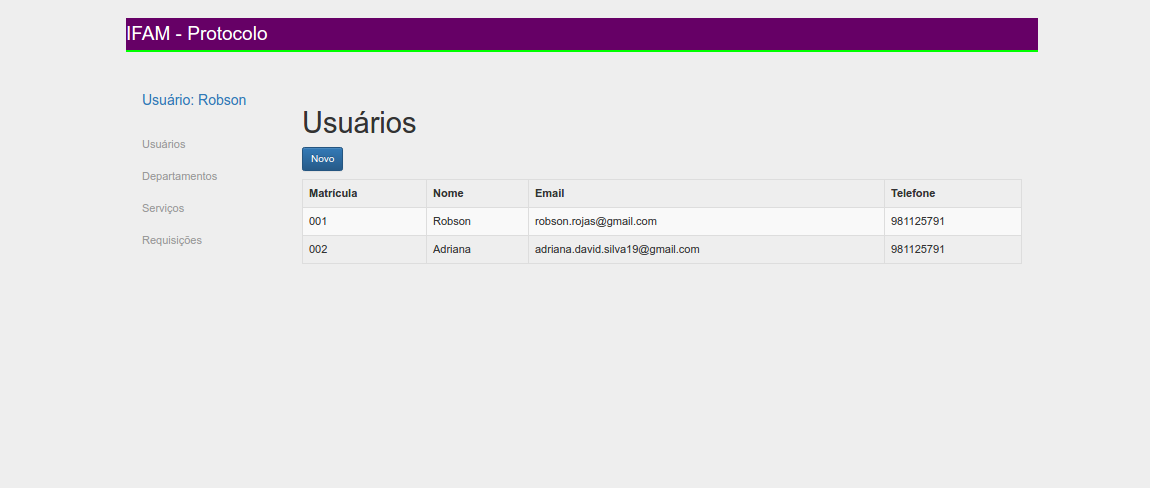 IFAM - Protocolo
Usuário: Robson
Usuários
Departamentos
Serviços
Requisições
Usuários
Novo
Matrícula Nome Email Telefone
001 Robson robson.rojas@gmail.com 981125791
002 Adriana adriana.david.silva19@gmail.com 981125791